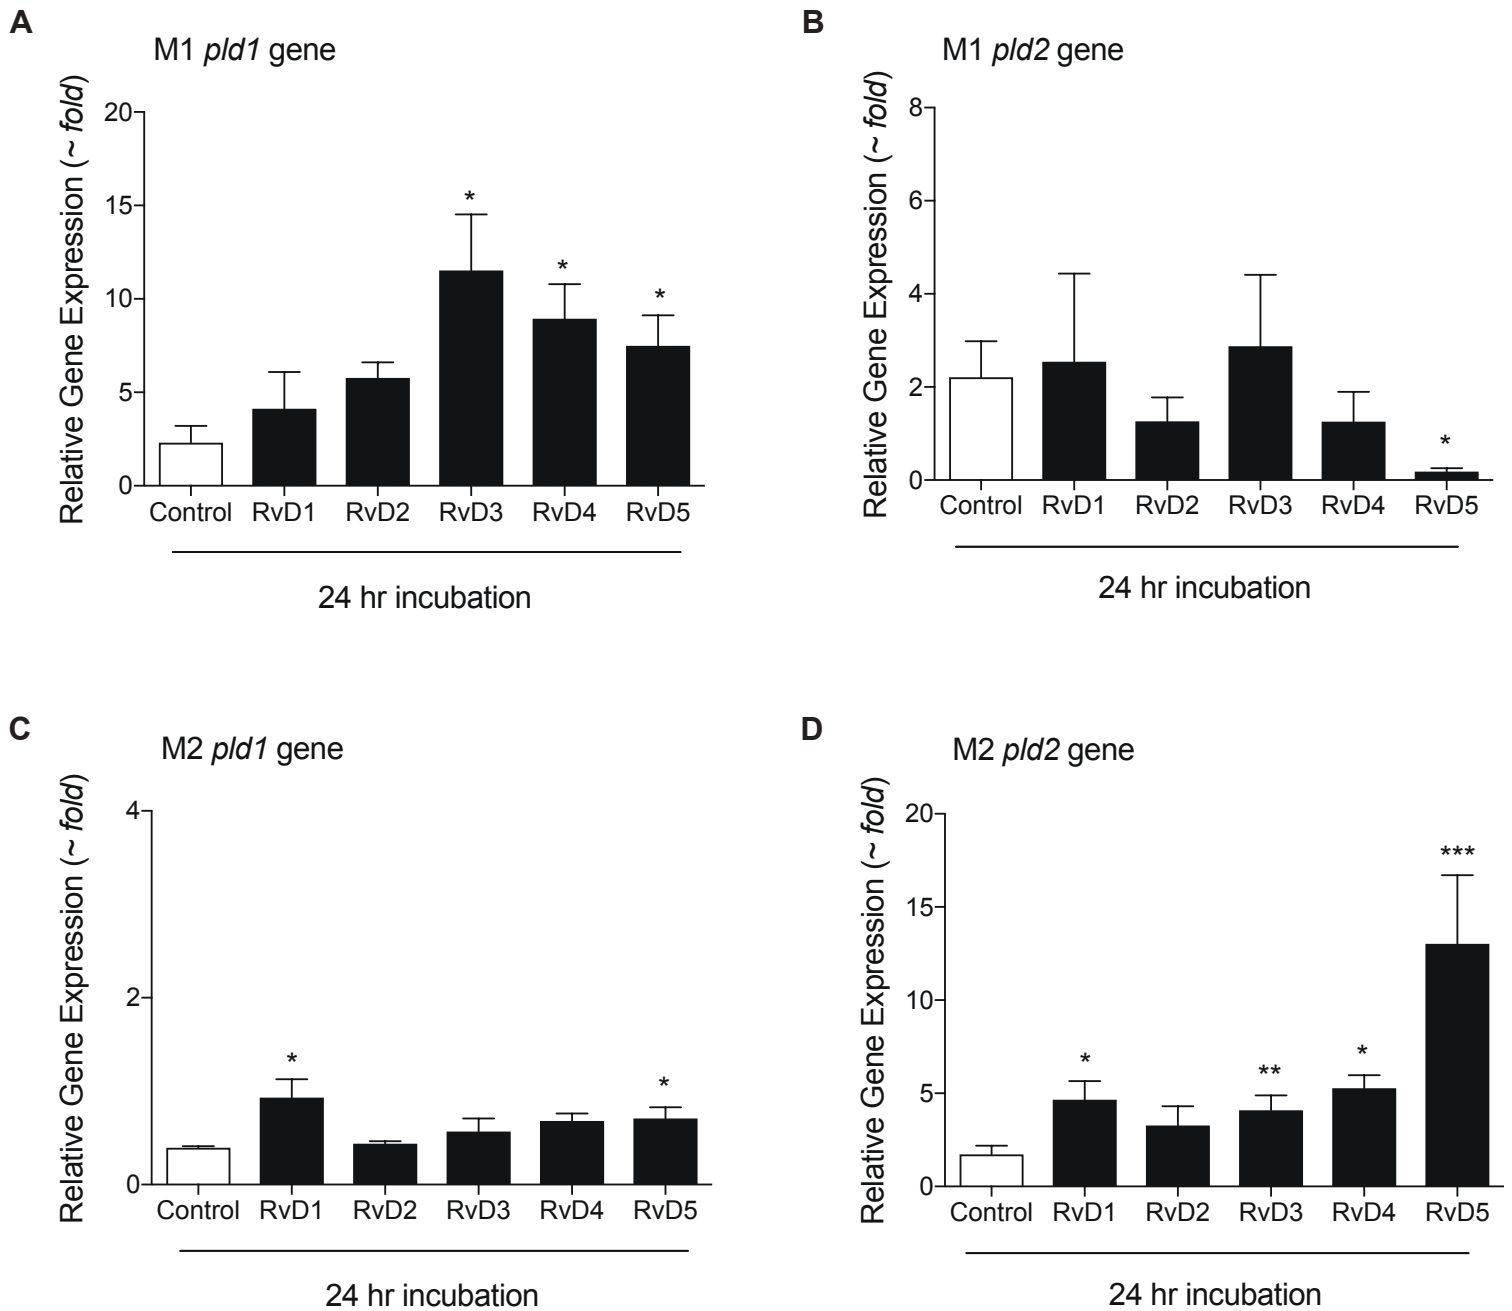 A
M1 pld1 gene
Relative Gene Expression (~ fold)
20
15
10
5
0
*
*
*
Control RvD1 RvD2 RvD3 RvD4 RvD5
24 hr incubation
B
M1 pld2 gene
Relative Gene Expression (~ fold)
8
6
4
2
0
*
Control RvD1 RvD2 RvD3 RvD4 RvD5
24 hr incubation
C
M2 pld1 gene
Relative Gene Expression (~ fold)
4
2
0
*
*
Control RvD1 RvD2 RvD3 RvD4 RvD5
24 hr incubation
D
M2 pld2 gene
Relative Gene Expression (~ fold)
20
15
10
5
0
*
**
*
***
Control RvD1 RvD2 RvD3 RvD4 RvD5
24 hr incubation